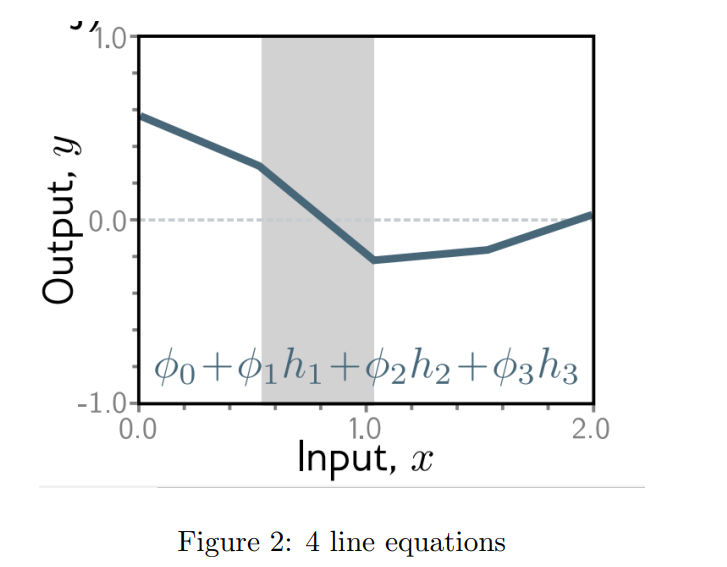 1.0
Output, y
0.0
ϕ₀+ϕ₁h₁+ϕ₂h₂+ϕ₃h₃
-1.0
0.0 1.0 2.0
Input, x
Figure 2: 4 line equations